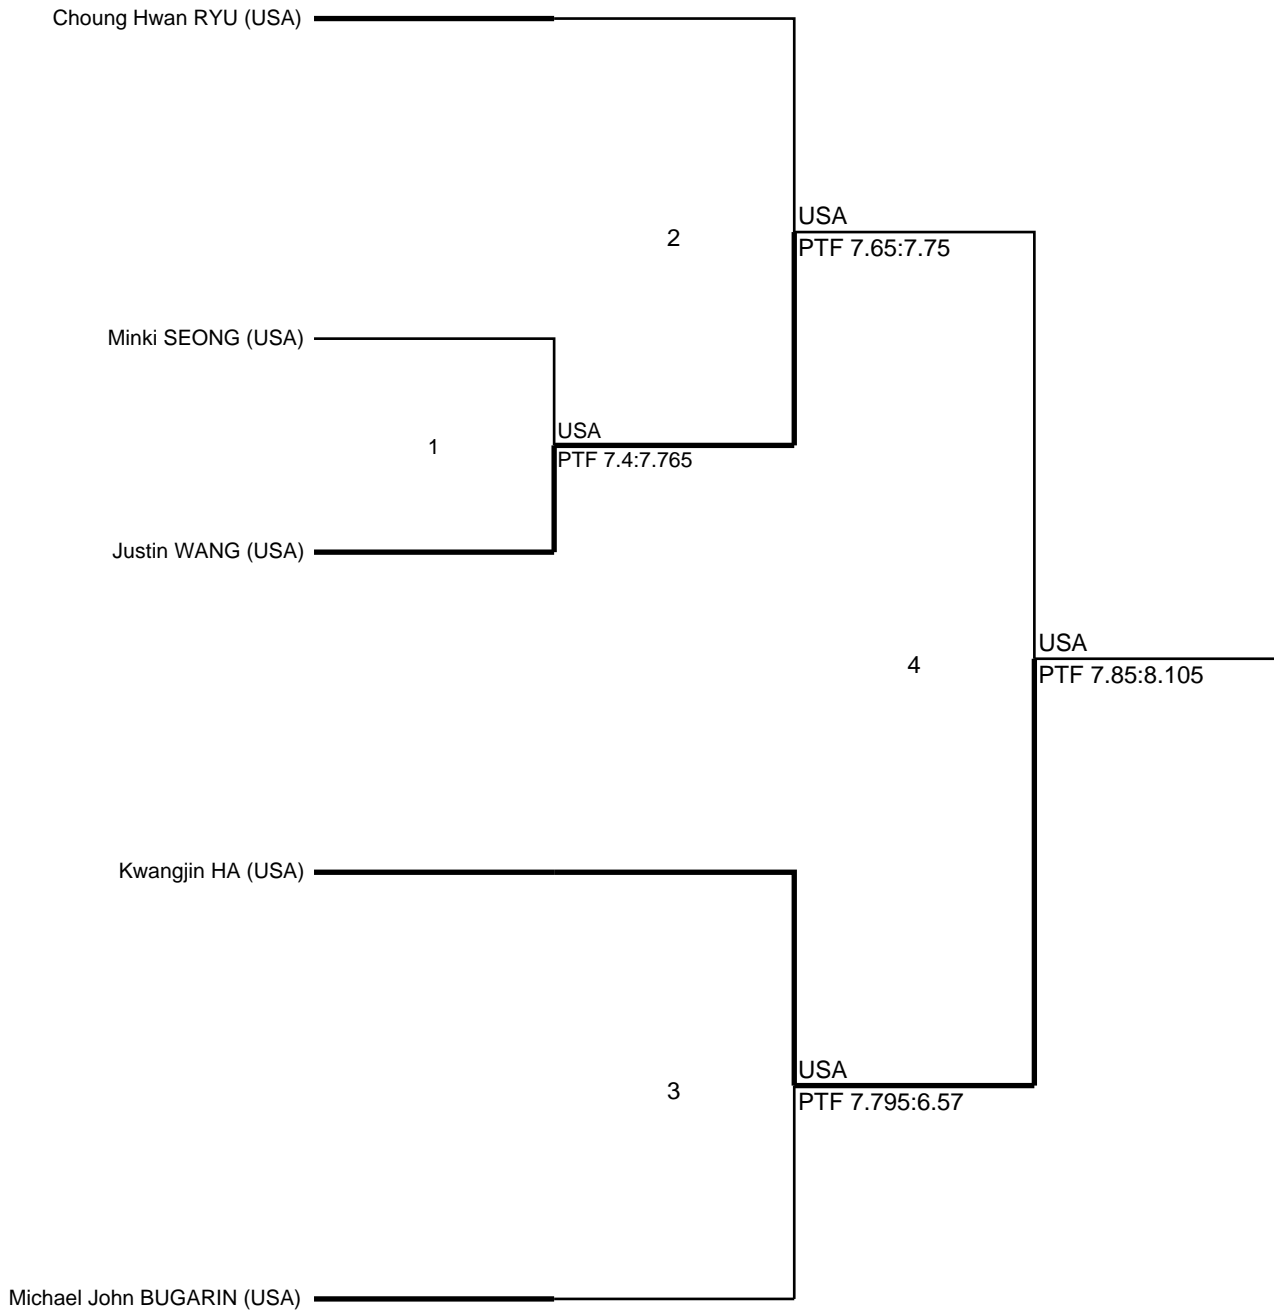 Choung Hwan RYU (USA)
USA
2
PTF 7.65:7.75
Minki SEONG (USA)
USA
1
PTF 7.4:7.765
Justin WANG (USA)
USA
4
PTF 7.85:8.105
Kwangjin HA (USA)
USA
3
PTF 7.795:6.57
Michael John BUGARIN (USA)